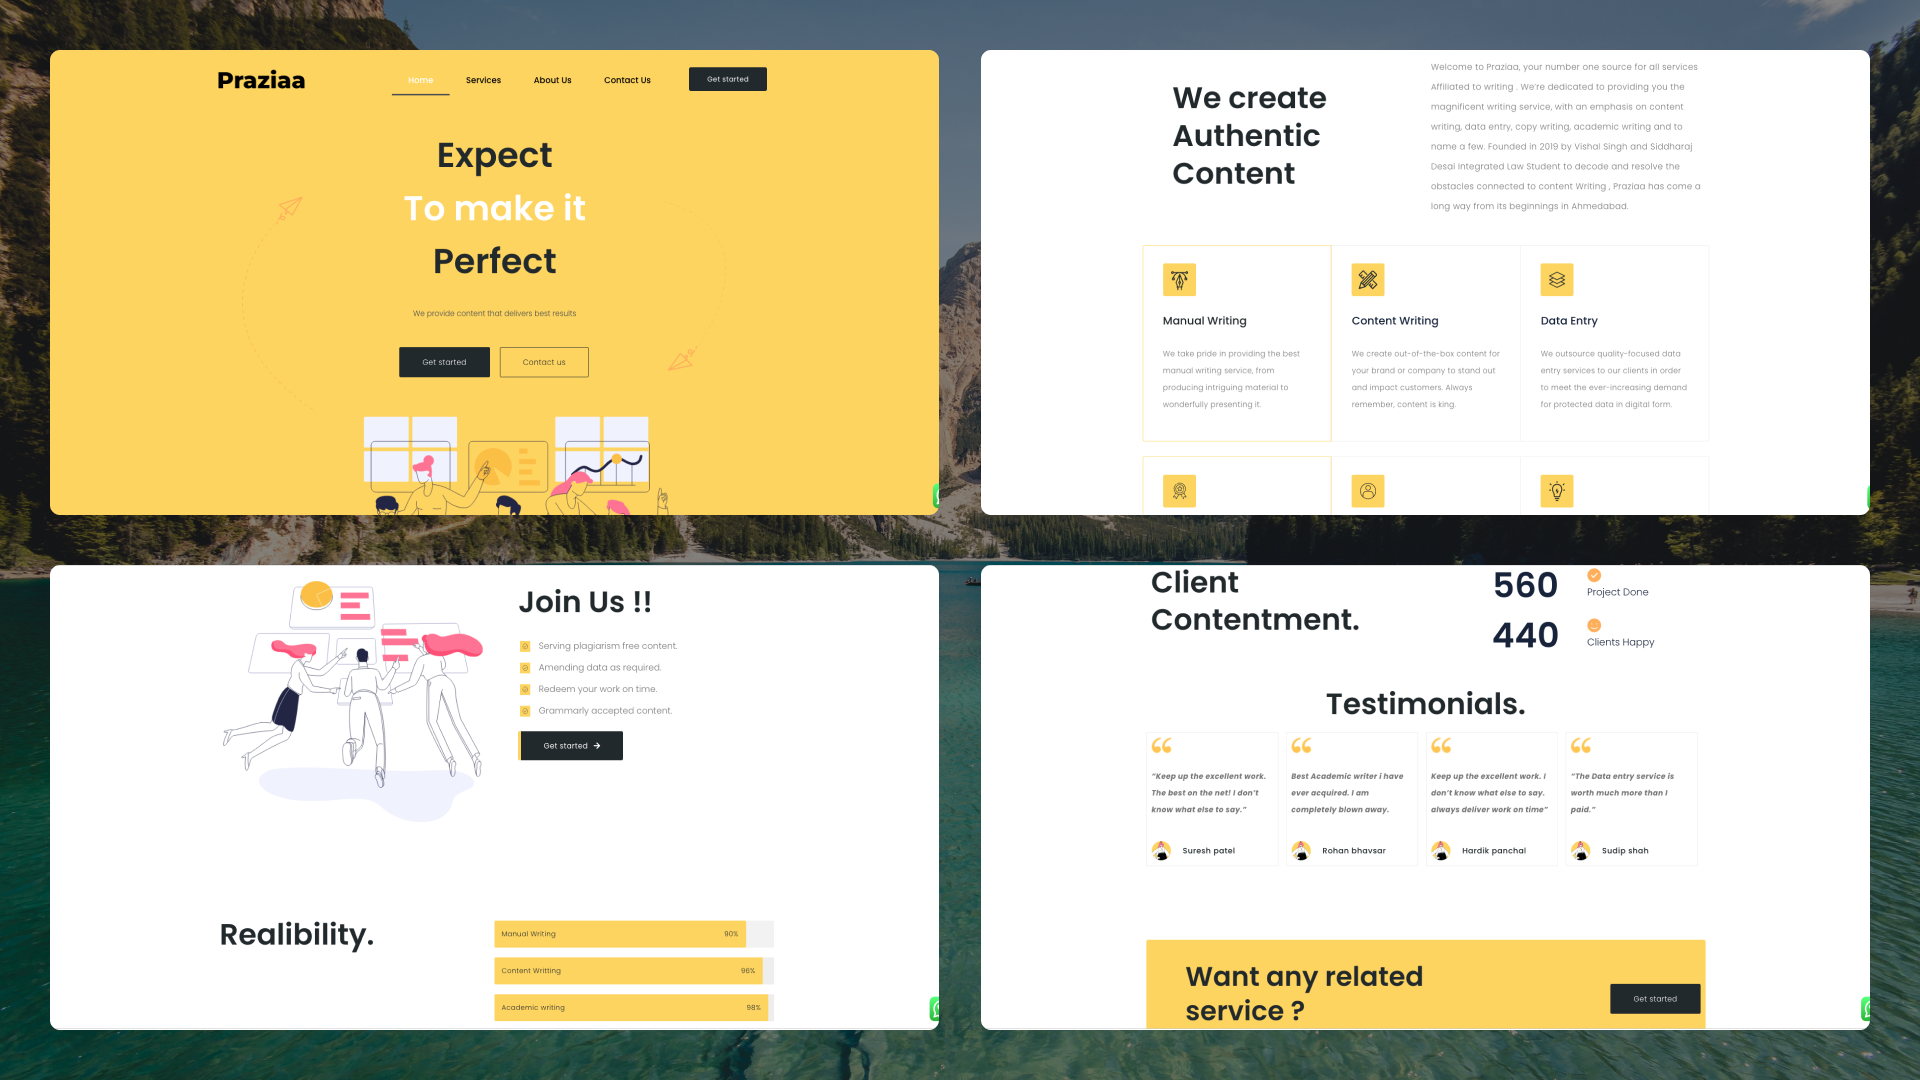 Praziaa
Home
Services
About Us
Contact Us
Get started
Expect
To make it
Perfect
We provide content that delivers best results
Get started
Contact us
We create
Authentic
Content
Welcome to Praziaa, your number one source for all services
Affiliated to writing . We're dedicated to providing you the
magnificent writing service, with an emphasis on content
writing, data entry, copy writing, academic writing and to
name a few. Founded in 2019 by Vishal Singh and Siddharaj
Desai Integrated Law Student to decode and resolve the
obstacles connected to content Writing , Praziaa has come a
long way from its beginnings in Ahmedabad.
Manual Writing
We take pride in providing the best
manual writing service, from
producing intriguing material to
wonderfully presenting it.
Content Writing
We create out-of-the-box content for
your brand or company to stand out
and impact customers. Always
remember, content is king.
Data Entry
We outsource quality-focused data
entry services to our clients in order
to meet the ever-increasing demand
for protected data in digital form.
Join Us !!
Serving plagiarism free content.
Amending data as required.
Redeem your work on time.
Grammarly accepted content.
Get started
Realibility.
Manual Writing 90%
Content Writting 96%
Academic writing 98%
Client
Contentment.
560
Project Done
440
Clients Happy
Testimonials.
"Keep up the excellent work.
The best on the net! I don't
know what else to say."
Suresh patel
Best Academic writer i have
ever acquired. I am
completely blown away.
Rohan bhavsar
Keep up the excellent work. I
don't know what else to say.
always deliver work on time"
Hardik panchal
"The Data entry service is
worth much more than I
paid."
Sudip shah
Want any related
service ?
Get started